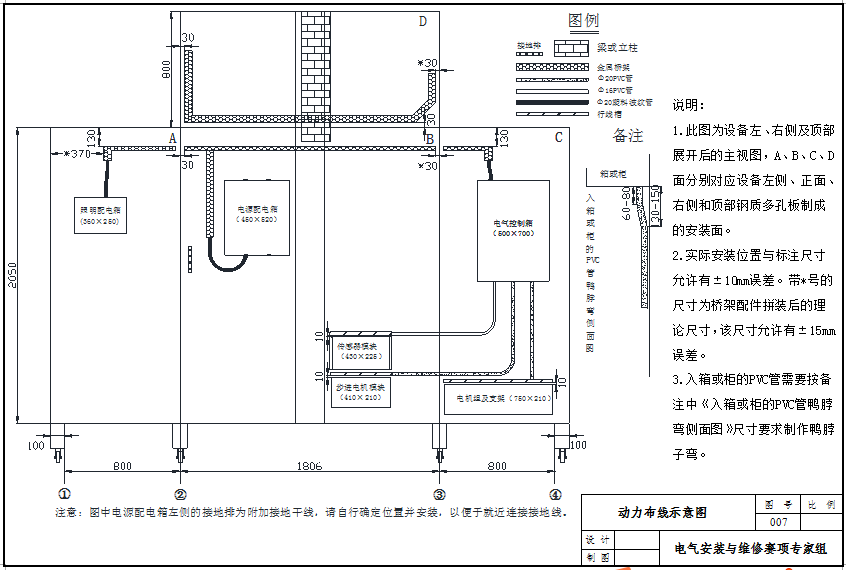 D
图例
30
800
※30
30
接地排
梁或立柱
金属桥架
Φ20PVC管
Φ16PVC管
Φ20塑料波纹管
行线槽
130
A
B
130
C
※370
30
※30
照明配电箱
(360×250)
电源配电箱
(450×520)
电气控制箱
(600×700)
2050
10
传感器模块
(430×225)
10
步进电机模块
(410×210)
10
电机组及支架(750×210)
100
100
800
1806
800
①
②
③
④
注意:图中电源配电箱左侧的接地排为附加接地干线,请自行确定位置并安装,以便于就近连接接地线。
备注
箱或柜
60-80
30-150
入箱或柜的PVC管鸭脖弯侧面图
说明:
1.此图为设备左、右侧及顶部
展开后的主视图,A、B、C、D
面分别对应设备左侧、正面、
右侧和顶部钢质多孔板制成
的安装面。
2.实际安装位置与标注尺寸
允许有±10mm误差。带*号的
尺寸为桥架配件拼装后的理
论尺寸,该尺寸允许有±15mm
误差。
3.入箱或柜的PVC管需要按备
注中《入箱或柜的PVC管鸭脖
弯侧面图》尺寸要求制作鸭脖
子弯。
动力布线示意图
图 号
比 例
007
设 计
制 图
电气安装与维修赛项专家组